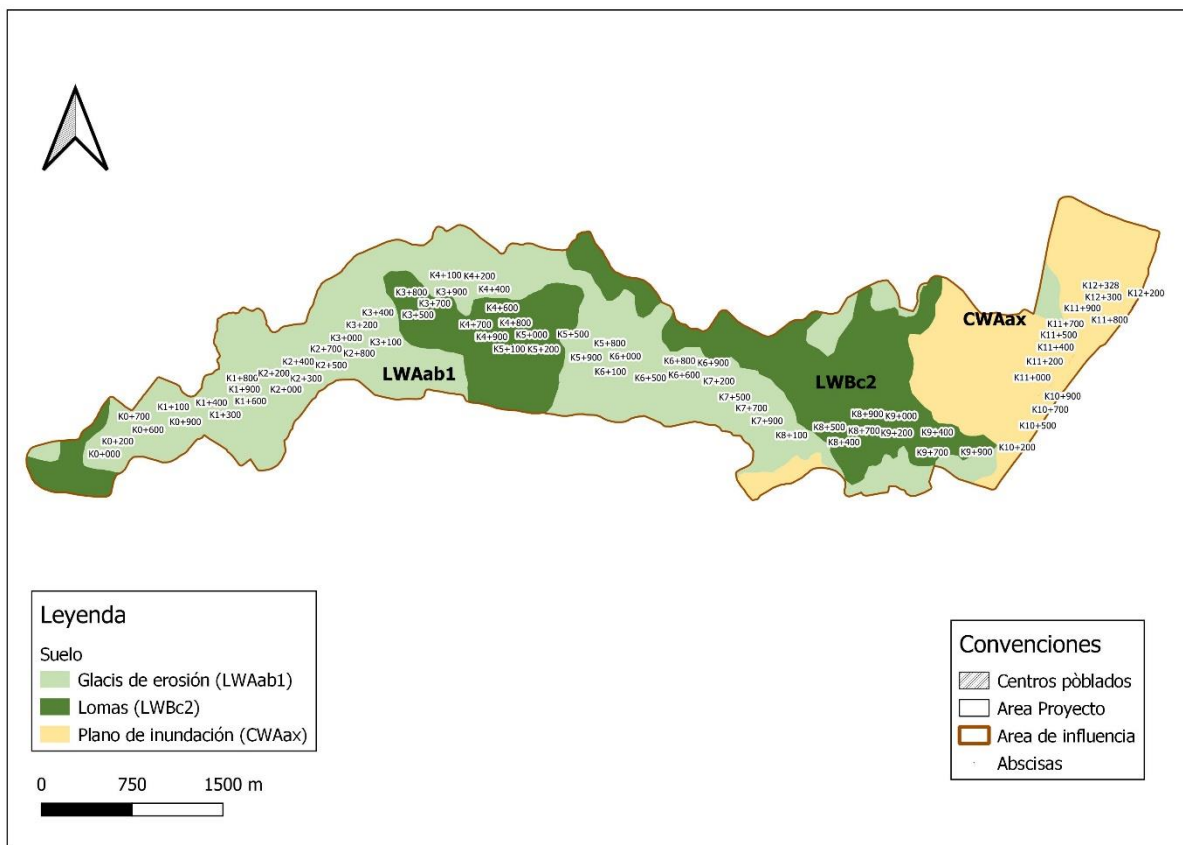 CWAax
LWBc2
LWAab1
K0+000
K0+200
K0+600
K0+700
K0+900
K1+100
K1+300
K1+400
K1+600
K1+800
K1+900
K2+000
K2+200
K2+300
K2+400
K2+500
K2+700
K2+800
K3+000
K3+100
K3+200
K3+400
K3+500
K3+700
K3+800
K3+900
K4+100
K4+200
K4+400
K4+600
K4+700
K4+800
K4+900
K5+000
K5+100
K5+200
K5+500
K5+800
K5+900
K6+000
K6+100
K6+500
K6+600
K6+800
K6+900
K7+200
K7+500
K7+700
K7+900
K8+100
K8+400
K8+500
K8+700
K8+900
K9+000
K9+200
K9+400
K9+700
K9+900
K10+200
K10+500
K10+700
K10+900
K11+000
K11+200
K11+400
K11+500
K11+700
K11+800
K11+900
K12+200
K12+300
K12+328
Leyenda
Suelo
Glacis de erosión (LWAab1)
Lomas (LWBc2)
Plano de inundación (CWAax)
0 750 1500 m
Convenciones
Centros pòblados
Area Proyecto
Area de influencia
Abscisas